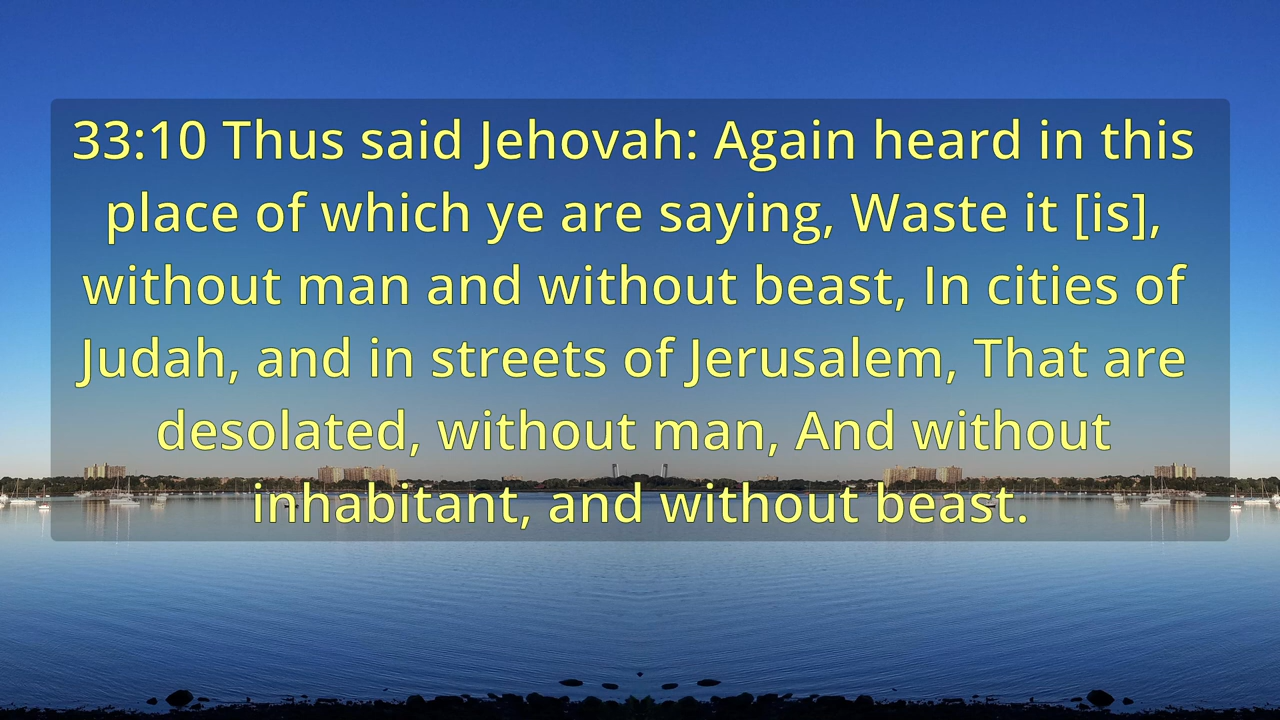 33:10 Thus said Jehovah: Again heard in this
place of which ye are saying, Waste it [is],
without man and without beast, In cities of
Judah, and in streets of Jerusalem, That are
desolated, without man, And without
inhabitant, and without beast.